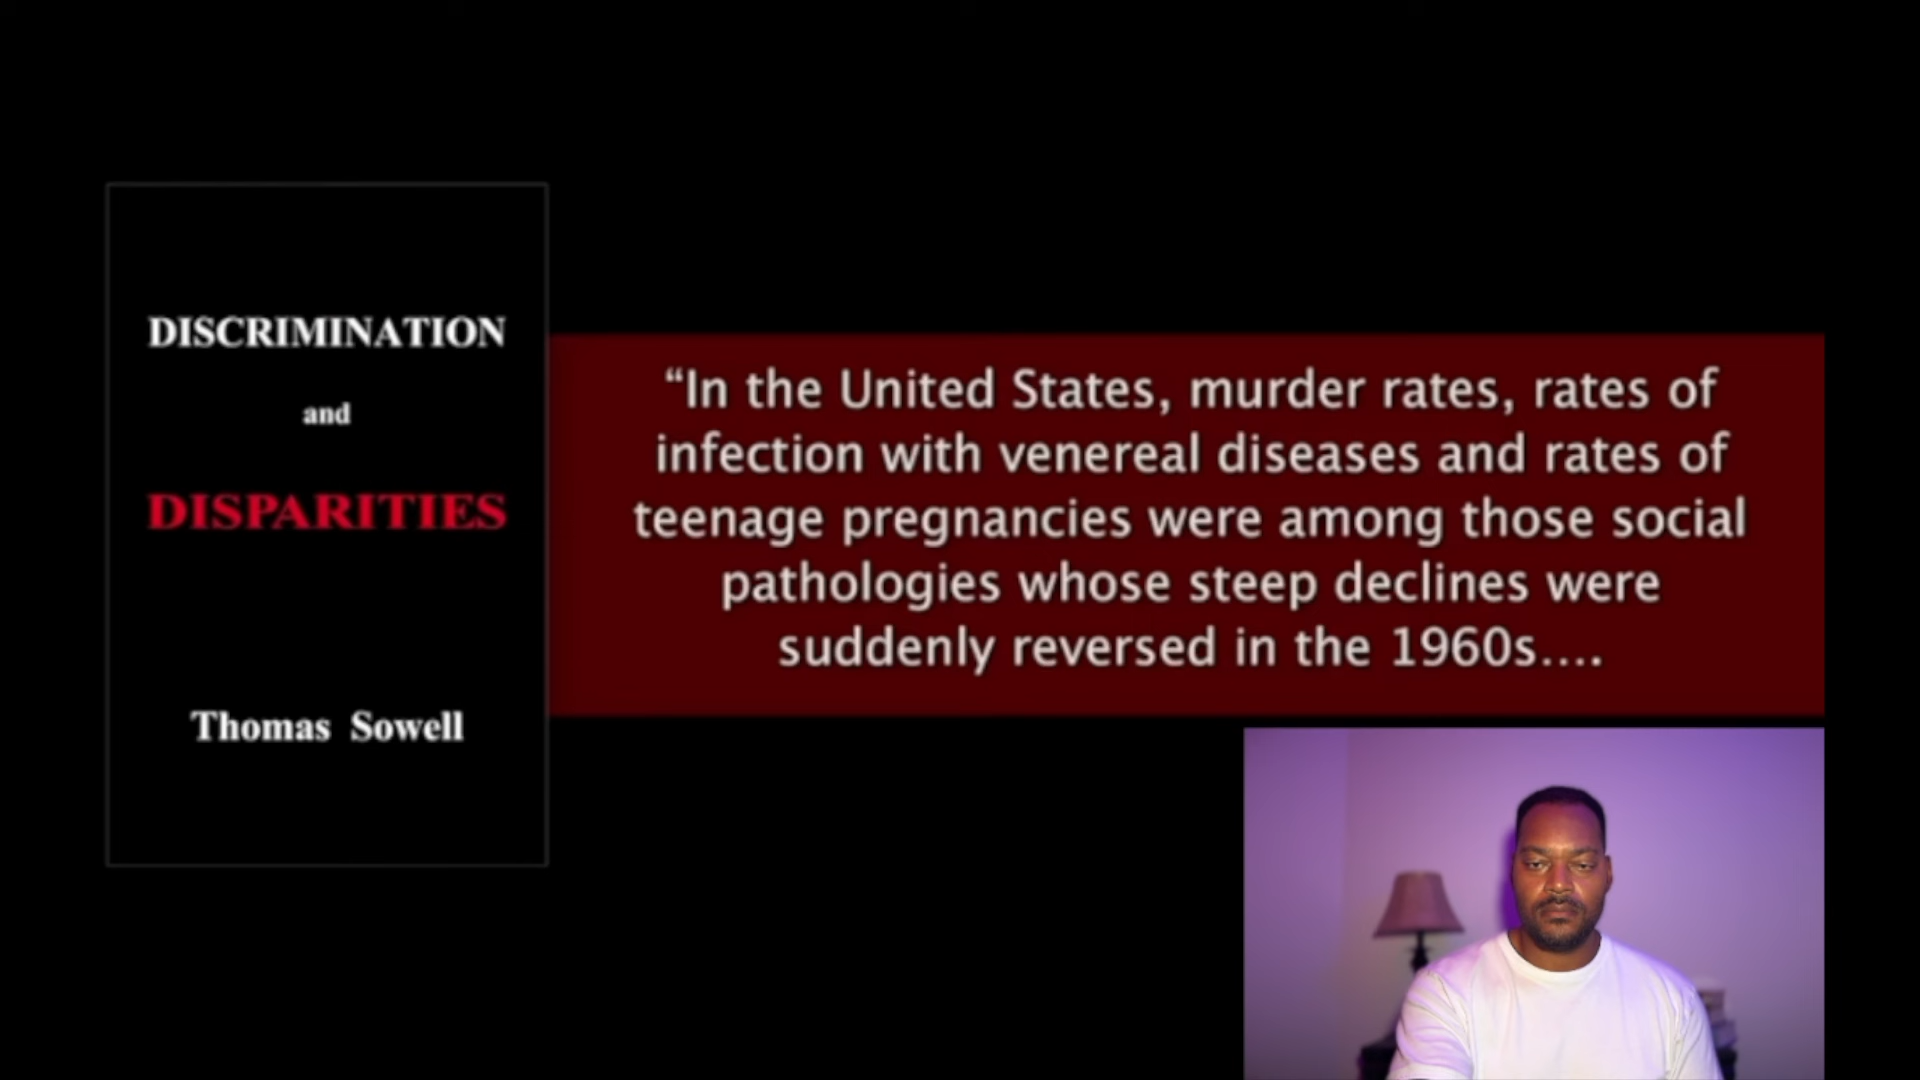 DISCRIMINATION
and
DISPARITIES
Thomas Sowell
“In the United States, murder rates, rates of
infection with venereal diseases and rates of
teenage pregnancies were among those social
pathologies whose steep declines were
suddenly reversed in the 1960s....